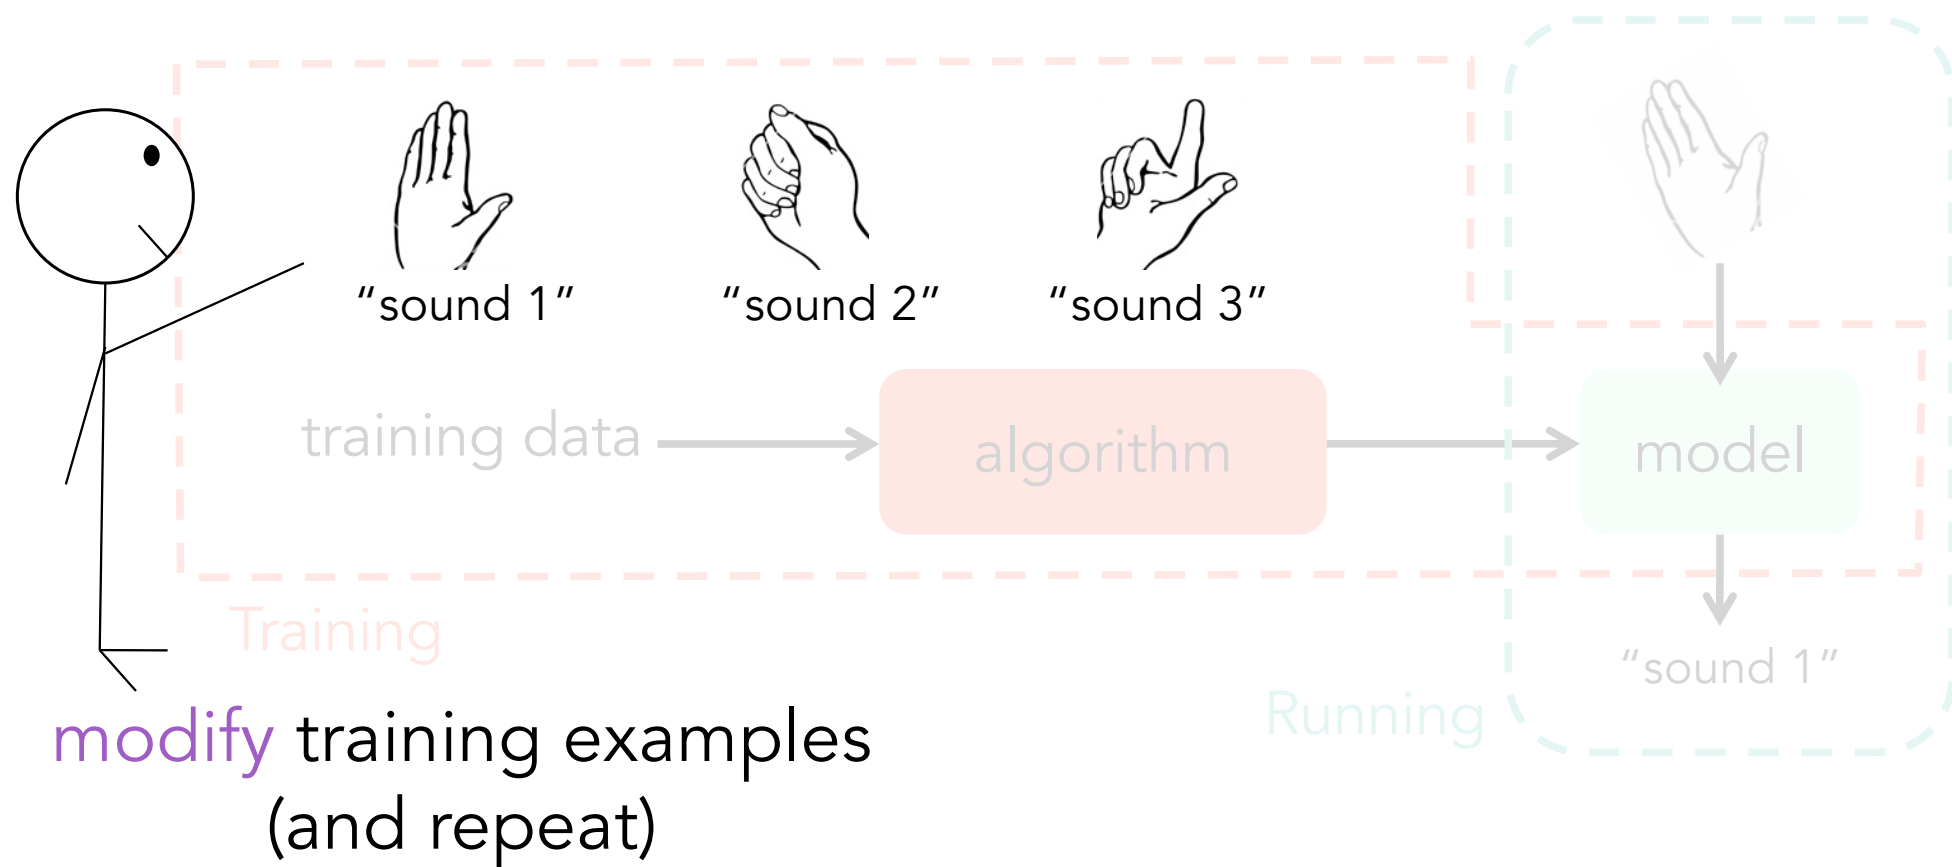 “sound 1” “sound 2” “sound 3”
training data algorithm model
Training
“sound 1”
Running
modify training examples
(and repeat)